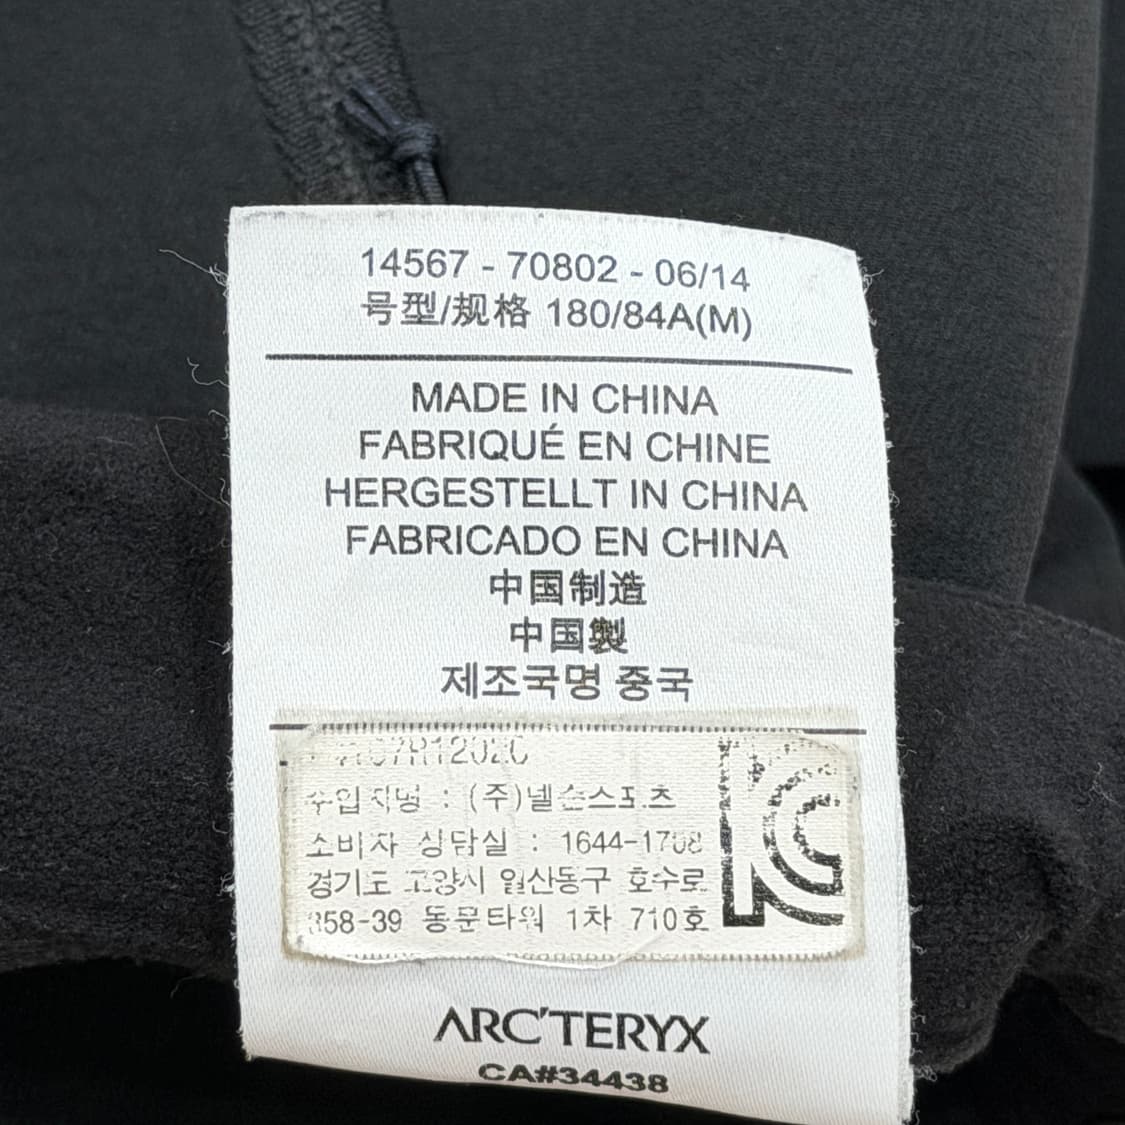 14567 - 70802 - 06/14
号型/规格 180/84A(M)
MADE IN CHINA
FABRIQUÉ EN CHINE
HERGESTELLT IN CHINA
FABRICADO EN CHINA
中国制造
中国製
제조국명 중국
수입자명 : (주)넬슨스포츠
소비자 상담실 : 1644-1708
경기도 고양시 일산동구 호수로
358-39 동문타워 1차 710호
ARC'TERYX
CA#34438